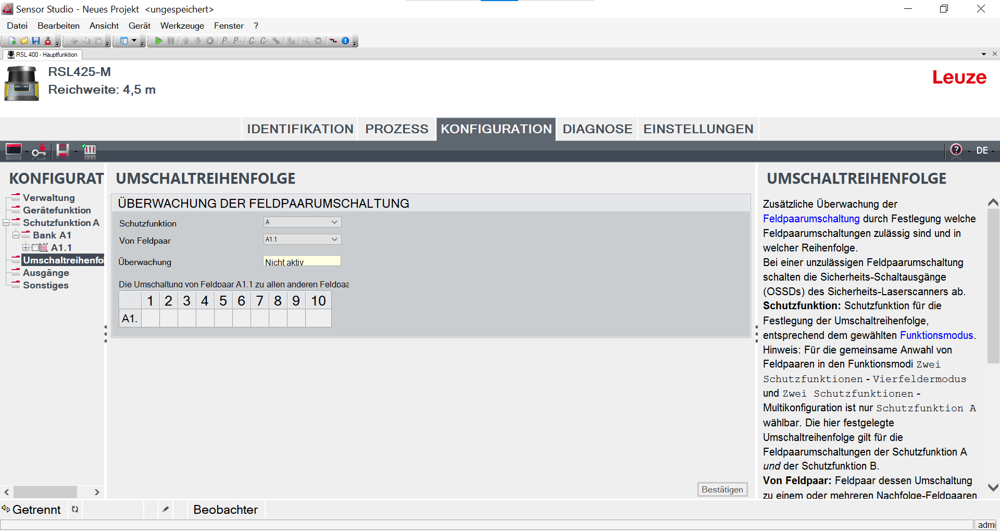 Sensor Studio - Neues Projekt <ungespeichert>
Datei Bearbeiten Ansicht Gerät Werkzeuge Fenster ?
RSL 400 - Hauptfunktion
RSL425-M
Reichweite: 4,5 m
Leuze
IDENTIFIKATION PROZESS KONFIGURATION DIAGNOSE EINSTELLUNGEN
DE
KONFIGURAT
Verwaltung
Gerätefunktion
Schutzfunktion A
Bank A1
A1.1
Umschaltreihenfol
Ausgänge
Sonstiges
UMSCHALTREIHENFOLGE
ÜBERWACHUNG DER FELDPAARUMSCHALTUNG
Schutzfunktion A
Von Feldpaar A1.1
Überwachung Nicht aktiv
Die Umschaltung von Feldpaar A1.1 zu allen anderen Feldpaa
1 2 3 4 5 6 7 8 9 10
A1.
Bestätigen
UMSCHALTREIHENFOLGE
Zusätzliche Überwachung der
Feldpaarumschaltung durch Festlegung welche
Feldpaarumschaltungen zulässig sind und in
welcher Reihenfolge.
Bei einer unzulässigen Feldpaarumschaltung
schalten die Sicherheits-Schaltausgänge
(OSSDs) des Sicherheits-Laserscanners ab.
Schutzfunktion: Schutzfunktion für die
Festlegung der Umschaltreihenfolge,
entsprechend dem gewählten Funktionsmodus.
Hinweis: Für die gemeinsame Anwahl von
Feldpaaren in den Funktionsmodi Zwei
Schutzfunktionen - Vierfeldermodus
und Zwei Schutzfunktionen -
Multikonfiguration ist nur Schutzfunktion A
wählbar. Die hier festgelegte
Umschaltreihenfolge gilt für die
Feldpaarumschaltungen der Schutzfunktion A
und der Schutzfunktion B.
Von Feldpaar: Feldpaar dessen Umschaltung
zu einem oder mehreren Nachfolge-Feldpaaren
Getrennt Beobachter
admi